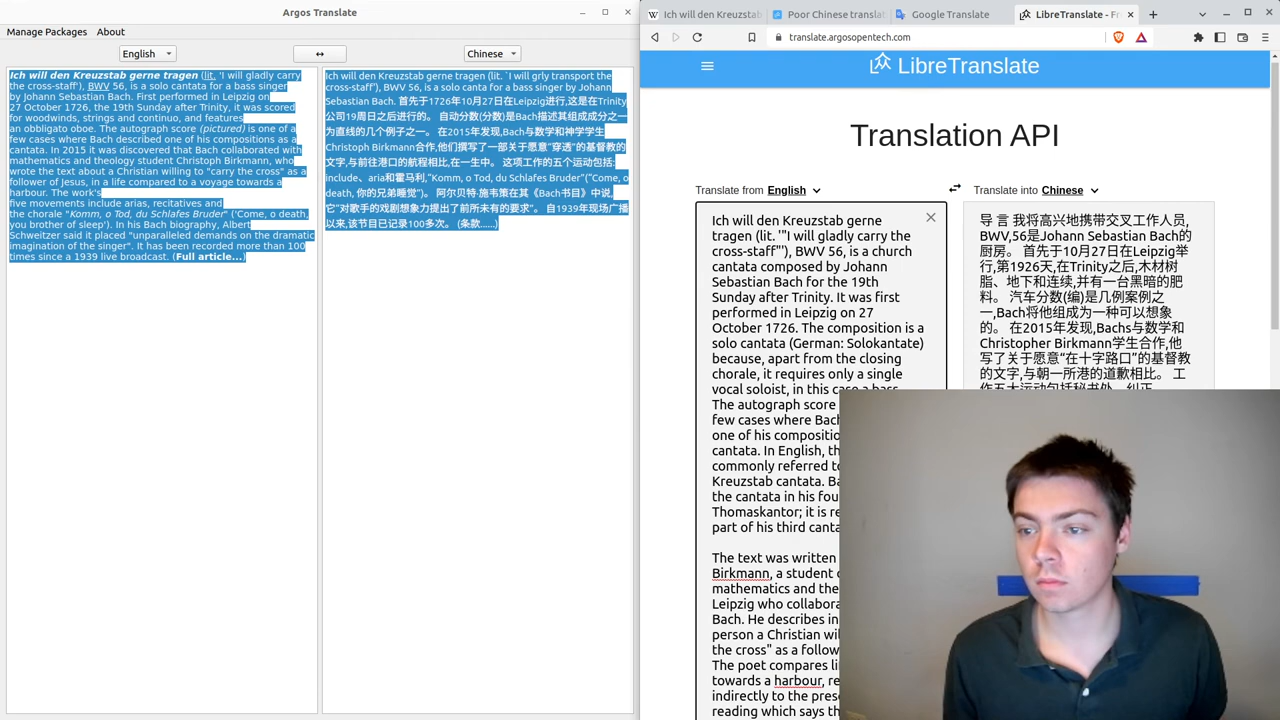 Argos Translate
Manage Packages About
English
↔
Chinese
Ich will den Kreuzstab gerne tragen (lit. 'I will gladly carry
the cross-staff'), BWV 56, is a solo cantata for a bass singer
by Johann Sebastian Bach. First performed in Leipzig on
27 October 1726, the 19th Sunday after Trinity, it was scored
for woodwinds, strings and continuo, and features
an obbligato oboe. The autograph score (pictured) is one of a
few cases where Bach described one of his compositions as a
cantata. In 2015 it was discovered that Bach collaborated with
mathematics and theology student Christoph Birkmann, who
wrote the text about a Christian willing to "carry the cross" as a
follower of Jesus, in a life compared to a voyage towards a
harbour. The work's
five movements include arias, recitatives and
the chorale "Komm, o Tod, du Schlafes Bruder" ('Come, o death,
you brother of sleep'). In his Bach biography, Albert
Schweitzer said it placed "unparalleled demands on the dramatic
imagination of the singer". It has been recorded more than 100
times since a 1939 live broadcast. (Full article...)
Ich will den Kreuzstab gerne tragen (lit. `I will grly transport the
cross-staff'), BWV 56, is a solo canta for a bass singer by Johann
Sebastian Bach. 首先于1726年10月27日在Leipzig进行,这是在Trinity
公司19周日之后进行的。 自动分数(分数)是Bach描述其组成成分之一
为直线的几个例子之一。 在2015年发现,Bach与数学和神学学生
Christoph Birkmann合作,他们撰写了一部关于愿意“穿透”的基督教的
文字,与前往港口的航程相比,在一生中。 这项工作的五个运动包括:
include、aria和霍马利,“Komm, o Tod, du Schlafes Bruder”(“Come, o
death, 你的兄弟睡觉”)。 阿尔贝特·施韦策在其《Bach书目》中说,
它“对歌手的戏剧想象力提出了前所未有的要求”。 自1939年现场广播
以来,该节目已记录100多次。 (条款......)
Ich will den Kreuzstab
Poor Chinese translat
Google Translate
LibreTranslate - Fr
translate.argosopentech.com
LibreTranslate
Translation API
Translate from English
Translate into Chinese
Ich will den Kreuzstab gerne
tragen (lit. '"I will gladly carry the
cross-staff"'), BWV 56, is a church
cantata composed by Johann
Sebastian Bach for the 19th
Sunday after Trinity. It was first
performed in Leipzig on 27
October 1726. The composition is a
solo cantata (German: Solokantate)
because, apart from the closing
chorale, it requires only a single
vocal soloist, in this case a bass.
The autograph score
few cases where Bach
one of his compositio
cantata. In English, th
commonly referred to
Kreuzstab cantata. Ba
the cantata in his fou
Thomaskantor; it is re
part of his third canta
The text was written
Birkmann, a student o
mathematics and the
Leipzig who collabora
Bach. He describes in
person a Christian wil
the cross" as a follow
The poet compares li
towards a harbour, re
indirectly to the pres
reading which says th
导 言 我将高兴地携带交叉工作人员,
BWV,56是Johann Sebastian Bach的
厨房。 首先于10月27日在Leipzig举
行,第1926天,在Trinity之后,木材树
脂、地下和连续,并有一台黑暗的肥
料。 汽车分数(编)是几例案例之
一,Bach将他组成为一种可以想象
的。 在2015年发现,Bachs与数学和
Christopher Birkmann学生合作,他
写了关于愿意“在十字路口”的基督教
的文字,与朝一所港的道歉相比。 工
作五大运动包括秘书处、纠正